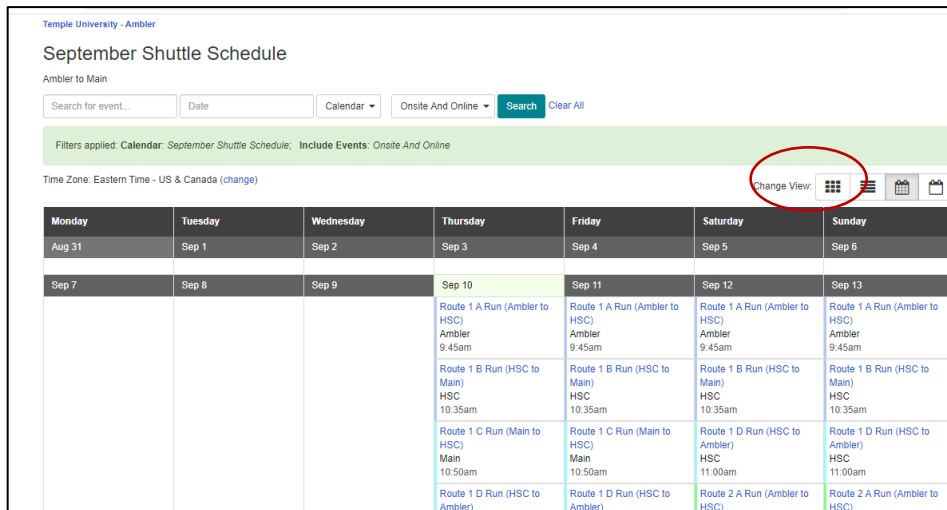 Temple University - Ambler
September Shuttle Schedule
Ambler to Main
Search for event... Date Calendar Onsite And Online Search Clear All
Filters applied: Calendar: September Shuttle Schedule; Include Events: Onsite And Online
Time Zone: Eastern Time - US & Canada (change) Change View:
Monday Tuesday Wednesday Thursday Friday Saturday Sunday
Aug 31 Sep 1 Sep 2 Sep 3 Sep 4 Sep 5 Sep 6
Sep 7 Sep 8 Sep 9 Sep 10 Sep 11 Sep 12 Sep 13
Route 1 A Run (Ambler to Route 1 A Run (Ambler to Route 1 A Run (Ambler to Route 1 A Run (Ambler to
HSC) HSC) HSC) HSC)
Ambler Ambler Ambler Ambler
9:45am 9:45am 9:45am 9:45am
Route 1 B Run (HSC to Route 1 B Run (HSC to Route 1 B Run (HSC to Route 1 B Run (HSC to
Main) Main) Main) Main)
HSC HSC HSC HSC
10:35am 10:35am 10:35am 10:35am
Route 1 C Run (Main to Route 1 C Run (Main to Route 1 D Run (HSC to Route 1 D Run (HSC to
HSC) HSC) Ambler) Ambler)
Main Main HSC HSC
10:50am 10:50am 11:00am 11:00am
Route 1 D Run (HSC to Route 1 D Run (HSC to Route 2 A Run (Ambler to Route 2 A Run (Ambler to
Ambler) Ambler) HSC) HSC)